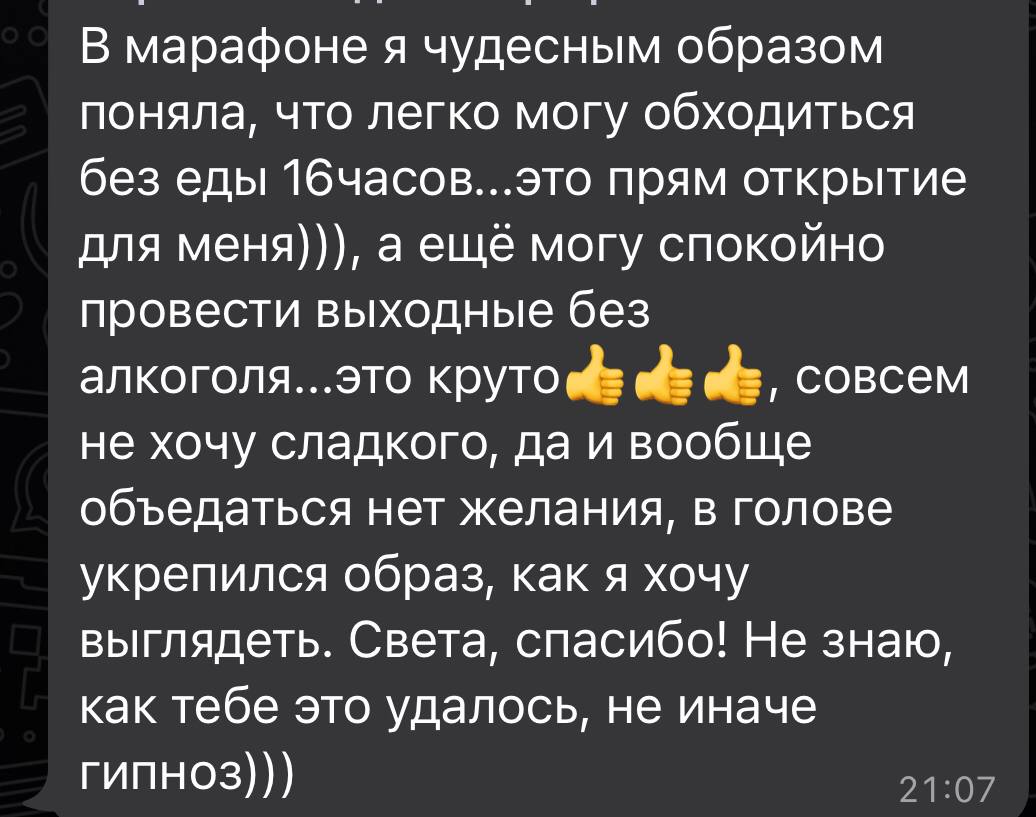 В марафоне я чудесным образом
поняла, что легко могу обходиться
без еды 16часов...это прям открытие
для меня))), а ещё могу спокойно
провести выходные без
алкоголя...это круто👍👍👍, совсем
не хочу сладкого, да и вообще
объедаться нет желания, в голове
укрепился образ, как я хочу
выглядеть. Света, спасибо! Не знаю,
как тебе это удалось, не иначе
гипноз)))
21:07